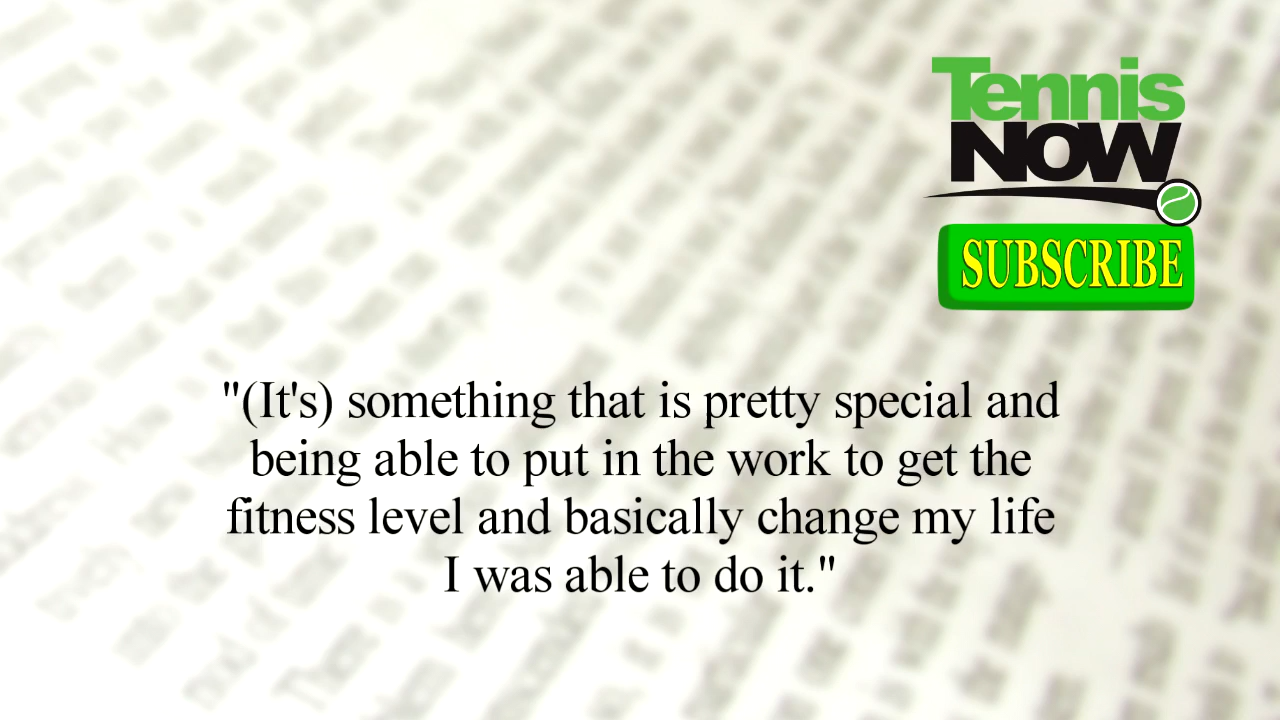 Tennis
NOW
SUBSCRIBE
"(It's) something that is pretty special and
being able to put in the work to get the
fitness level and basically change my life
I was able to do it."